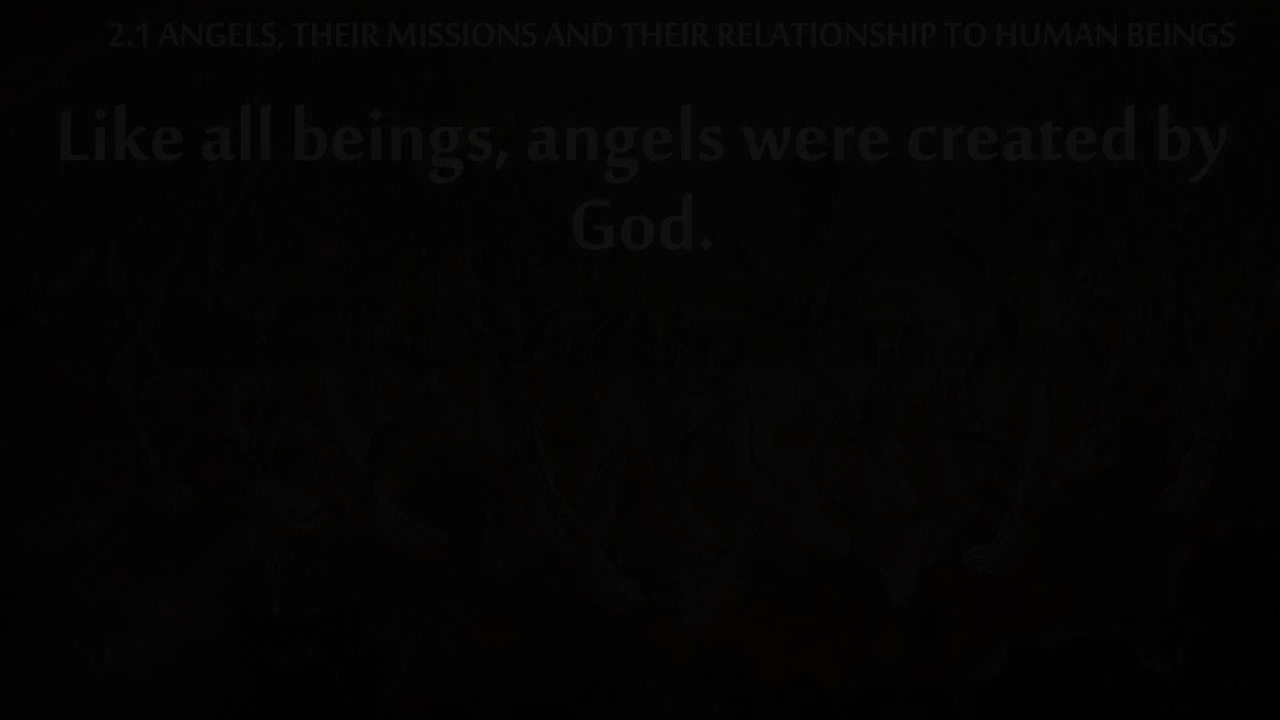 2.1 ANGELS, THEIR MISSIONS AND THEIR RELATIONSHIP TO HUMAN BEINGS
Like all beings, angels were created by
God.